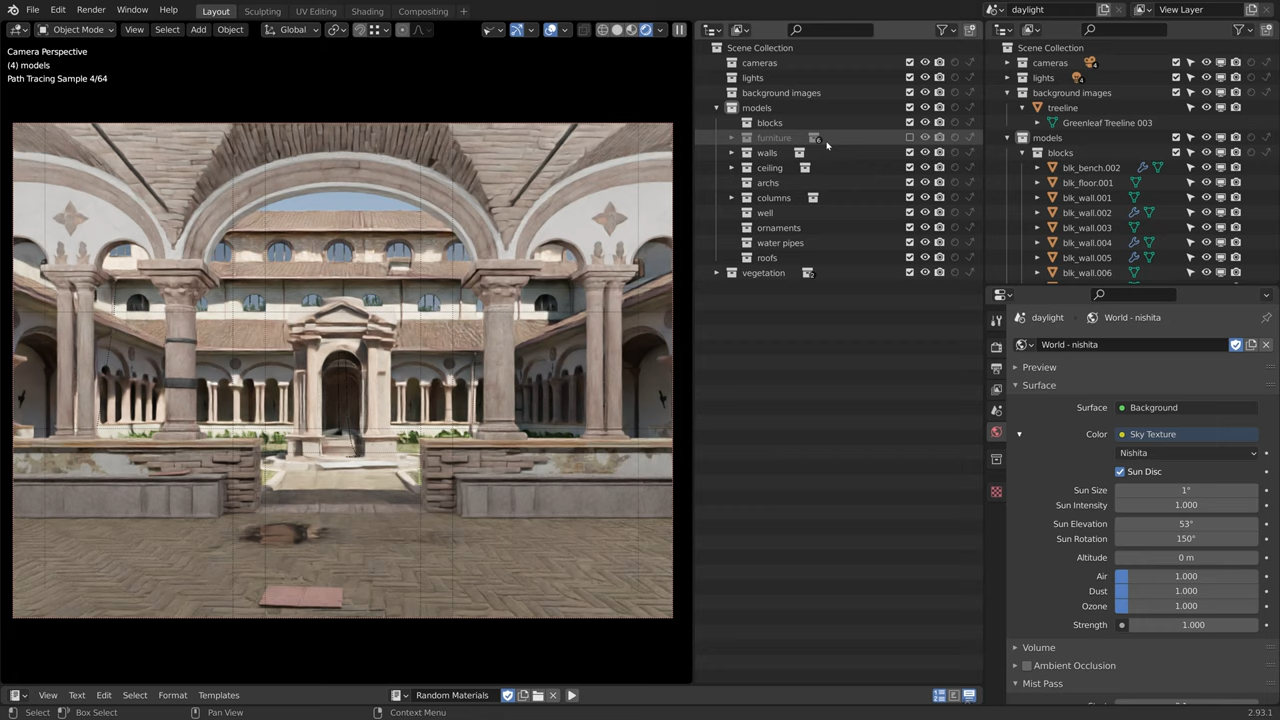 File Edit Render Window Help Layout Sculpting UV Editing Shading Compositing + daylight View Layer
Object Mode View Select Add Object Global
Camera Perspective
(4) models
Path Tracing Sample 4/64
Scene Collection
cameras
lights
background images
models
blocks
furniture
walls
ceiling
archs
columns
well
ornaments
water pipes
roofs
vegetation
Scene Collection
cameras
lights
background images
treeline
Greenleaf Treeline 003
models
blocks
blk_bench.002
blk_floor.001
blk_wall.001
blk_wall.002
blk_wall.003
blk_wall.004
blk_wall.005
blk_wall.006
daylight World - nishita
World - nishita
Preview
Surface
Surface Background
Color Sky Texture
Nishita
Sun Disc
Sun Size 1°
Sun Intensity 1.000
Sun Elevation 53°
Sun Rotation 150°
Altitude 0 m
Air 1.000
Dust 1.000
Ozone 1.000
Strength 1.000
Volume
Ambient Occlusion
Mist Pass
View Text Edit Select Format Templates Random Materials
Select Box Select Pan View Context Menu 2.93.1